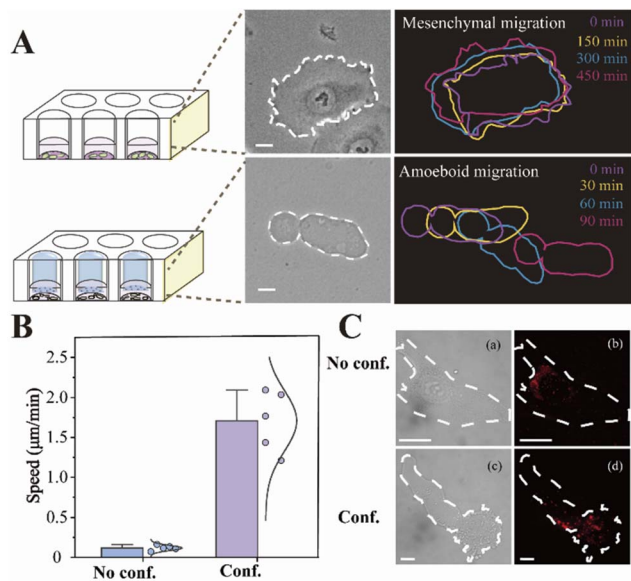 A
Mesenchymal migration
0 min
150 min
300 min
450 min
Amoeboid migration
0 min
30 min
60 min
90 min
B
2.5
2.0
1.5
1.0
0.5
0
Speed (μm/min)
No conf.
Conf.
C
No conf.
(a)
(b)
Conf.
(c)
(d)